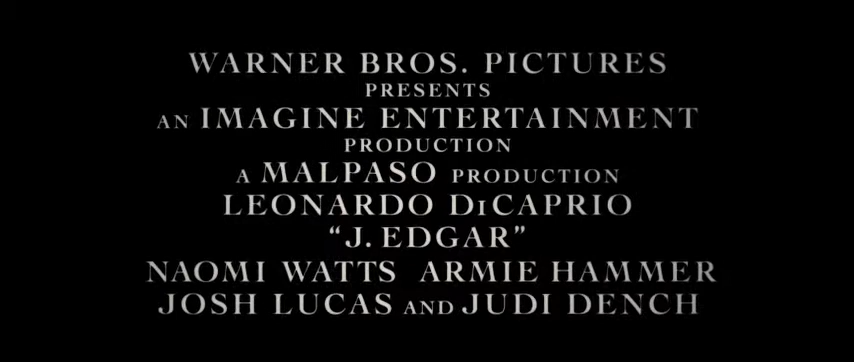 WARNER BROS. PICTURES
PRESENTS
AN IMAGINE ENTERTAINMENT
PRODUCTION
A MALPASO PRODUCTION
LEONARDO DiCAPRIO
“J. EDGAR”
NAOMI WATTS ARMIE HAMMER
JOSH LUCAS AND JUDI DENCH